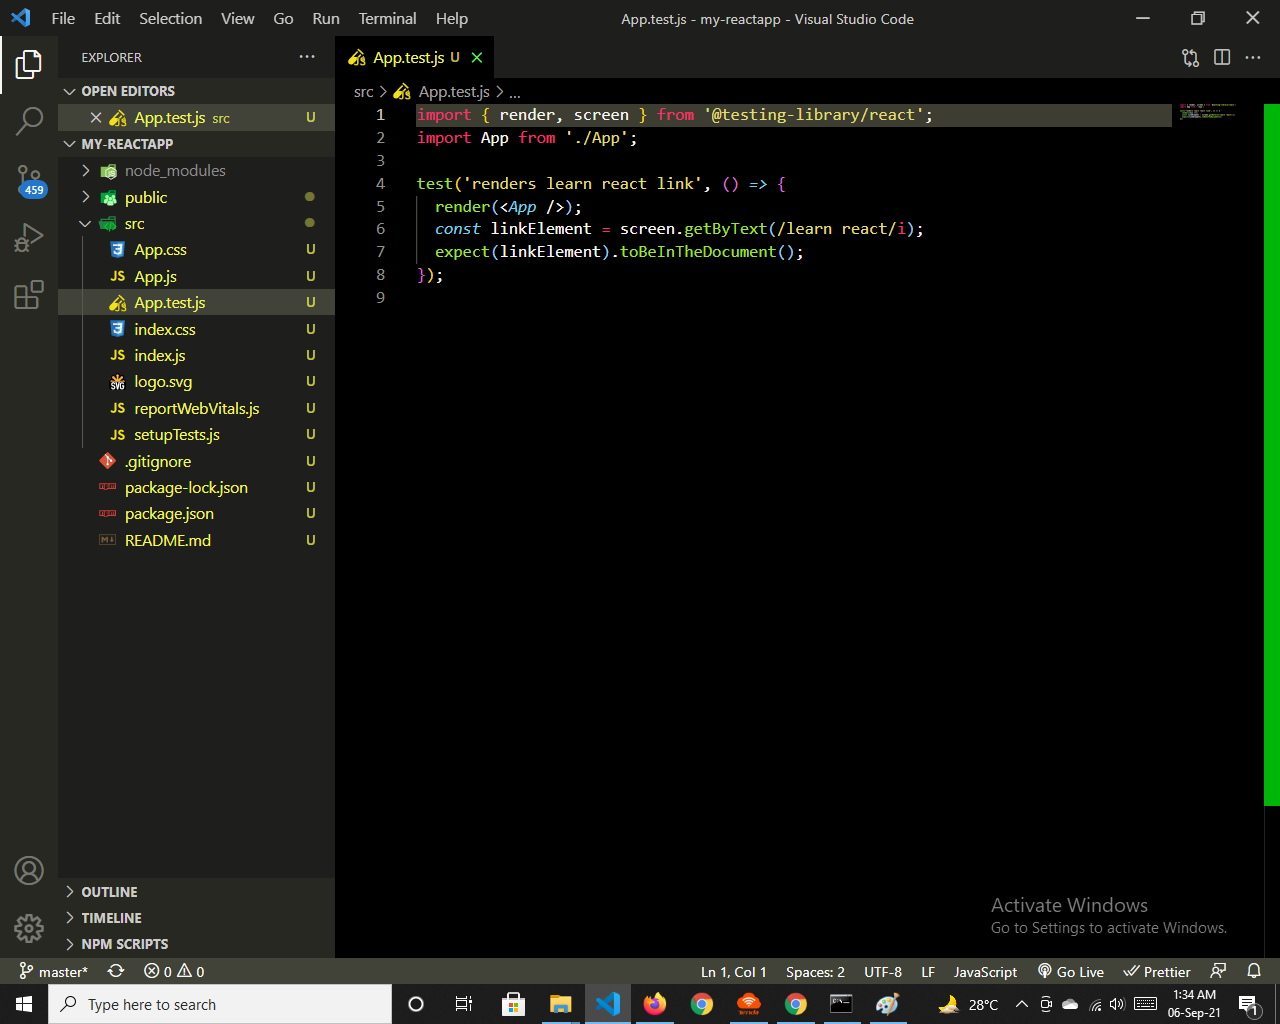 File Edit Selection View Go Run Terminal Help
App.test.js - my-reactapp - Visual Studio Code
EXPLORER
OPEN EDITORS
App.test.js src U
MY-REACTAPP
node_modules
public
src
App.css U
App.js U
App.test.js U
index.css U
index.js U
logo.svg U
reportWebVitals.js U
setupTests.js U
.gitignore U
package-lock.json U
package.json U
README.md U
OUTLINE
TIMELINE
NPM SCRIPTS
459
App.test.js U
src > App.test.js > ...
1 import { render, screen } from '@testing-library/react';
2 import App from './App';
3
4 test('renders learn react link', () => {
5 render(<App />);
6 const linkElement = screen.getByText(/learn react/i);
7 expect(linkElement).toBeInTheDocument();
8 });
9
Activate Windows
Go to Settings to activate Windows.
master* 0 0
Ln 1, Col 1 Spaces: 2 UTF-8 LF JavaScript Go Live Prettier
Type here to search
28°C
1:34 AM
06-Sep-21
1